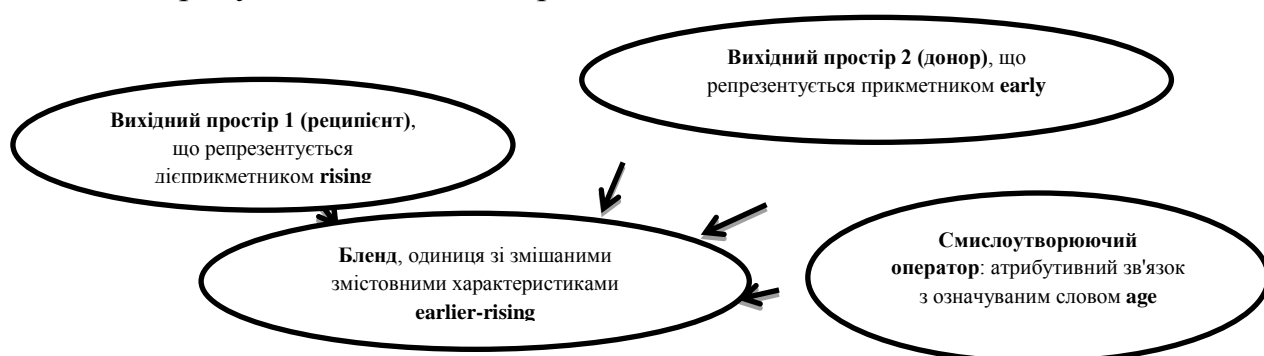 Вихідний простір 2 (донор), що
репрезентується прикметником early
Вихідний простір 1 (реципієнт),
що репрезентується
дієприкметником rising
Бленд, одиниця зі змішаними
змістовними характеристиками
earlier-rising
Смислоутворюючий
оператор: атрибутивний зв'язок
з означуваним словом age